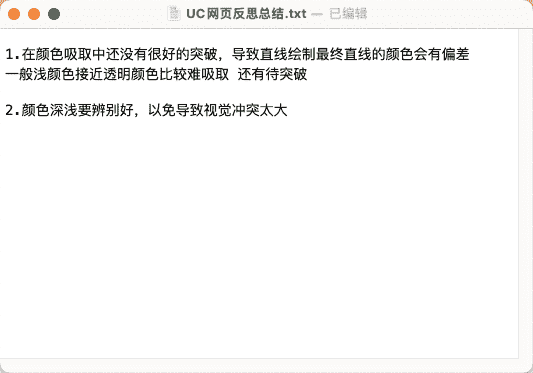 UC网页反思总结.txt — 已编辑
1.在颜色吸取中还没有很好的突破，导致直线绘制最终直线的颜色会有偏差
一般浅颜色接近透明颜色比较难吸取 还有待突破
2.颜色深浅要辨别好，以免导致视觉冲突太大